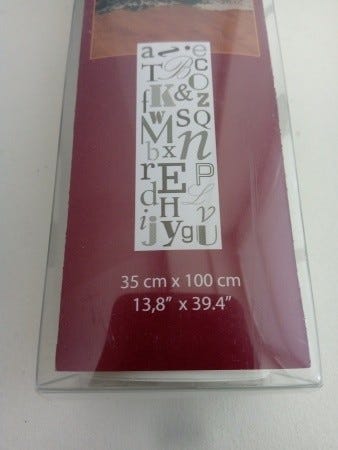 a z e
T B c
f K & O z
w
M S Q
b x n
r E P
d L
i H v
j y g U
35 cm x 100 cm
13,8" x 39.4"